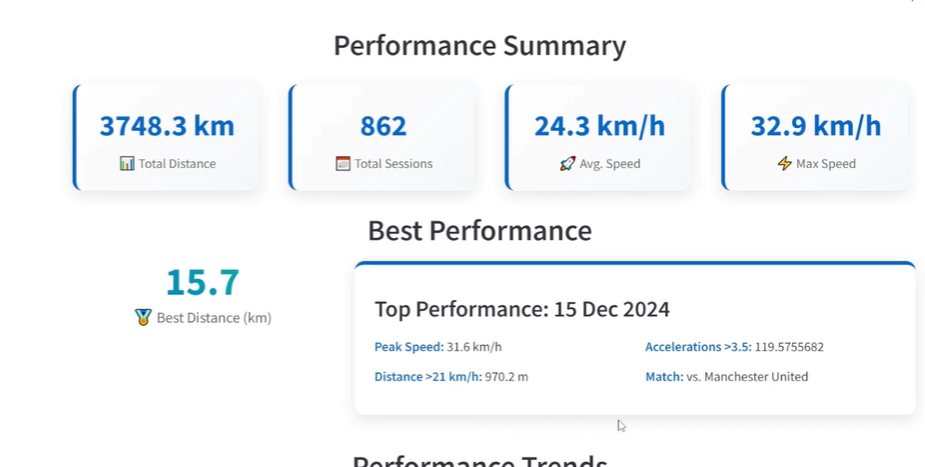 Performance Summary
3748.3 km
📊 Total Distance
862
📅 Total Sessions
24.3 km/h
🚀 Avg. Speed
32.9 km/h
⚡ Max Speed
Best Performance
15.7
🏅 Best Distance (km)
Top Performance: 15 Dec 2024
Peak Speed: 31.6 km/h
Accelerations >3.5: 119.5755682
Distance >21 km/h: 970.2 m
Match: vs. Manchester United
Performance Trends